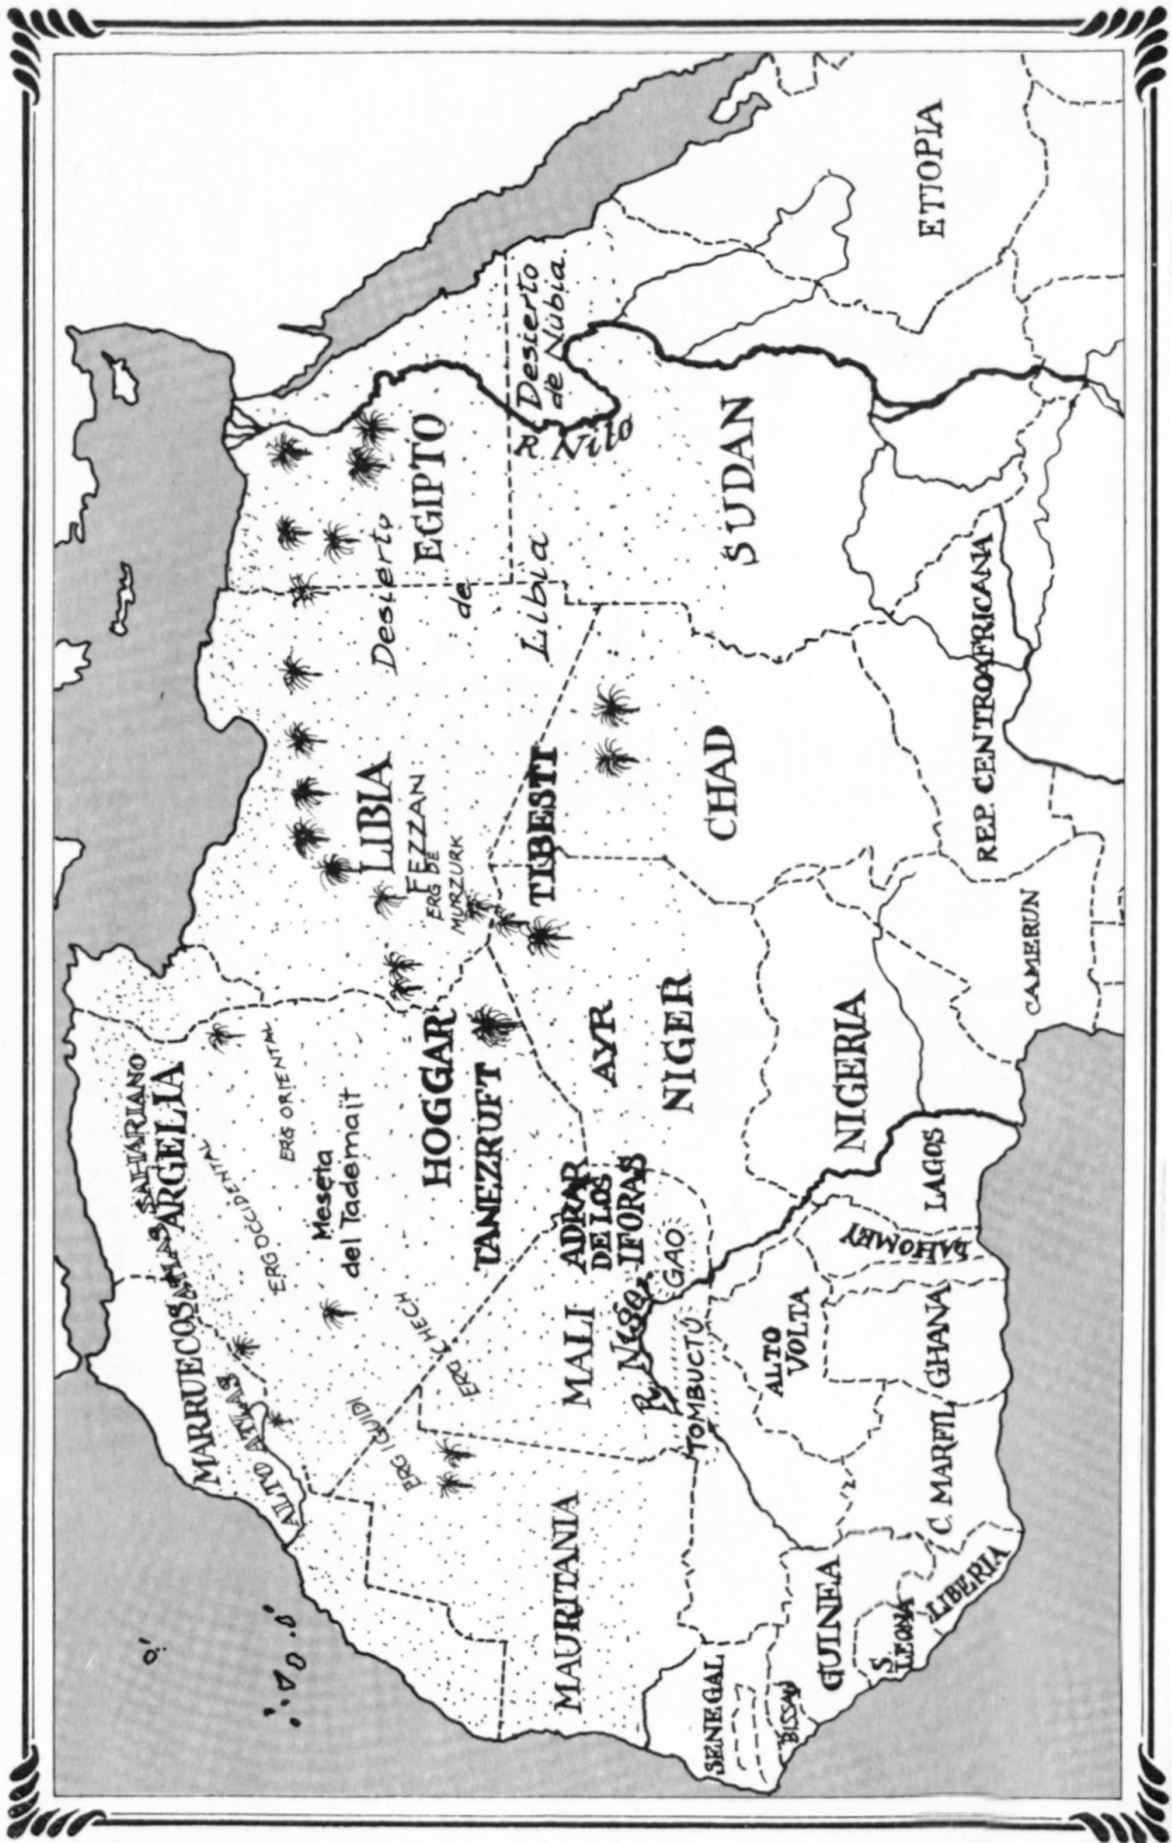 MARRUECOS
ALTO ATLAS
ATLAS SAHARIANO
ARGELIA
ERG OCCIDENTAL
ERG ORIENTAL
Meseta
del Tademait
ERG IGUIDI
ERG CHECH
HOGGAR
TANEZRUFT
LIBIA
FEZZAN
ERG DE
MURZURK
Desierto
de
Libia
EGIPTO
R. Nilo
Desierto
de Nubia.
TIBESTI
MAURITANIA
MALI
ADRAR
DE LOS
IFORAS
AYR
NIGER
CHAD
SUDAN
ETIOPIA
TOMBUCTÚ
GAO
SENEGAL
BISSAU
GUINEA
S.
LEONA
LIBERIA
C. MARFIL
ALTO
VOLTA
GHANA
DAHOMEY
LAGOS
NIGERIA
CAMERUN
REP. CENTROAFRICANA